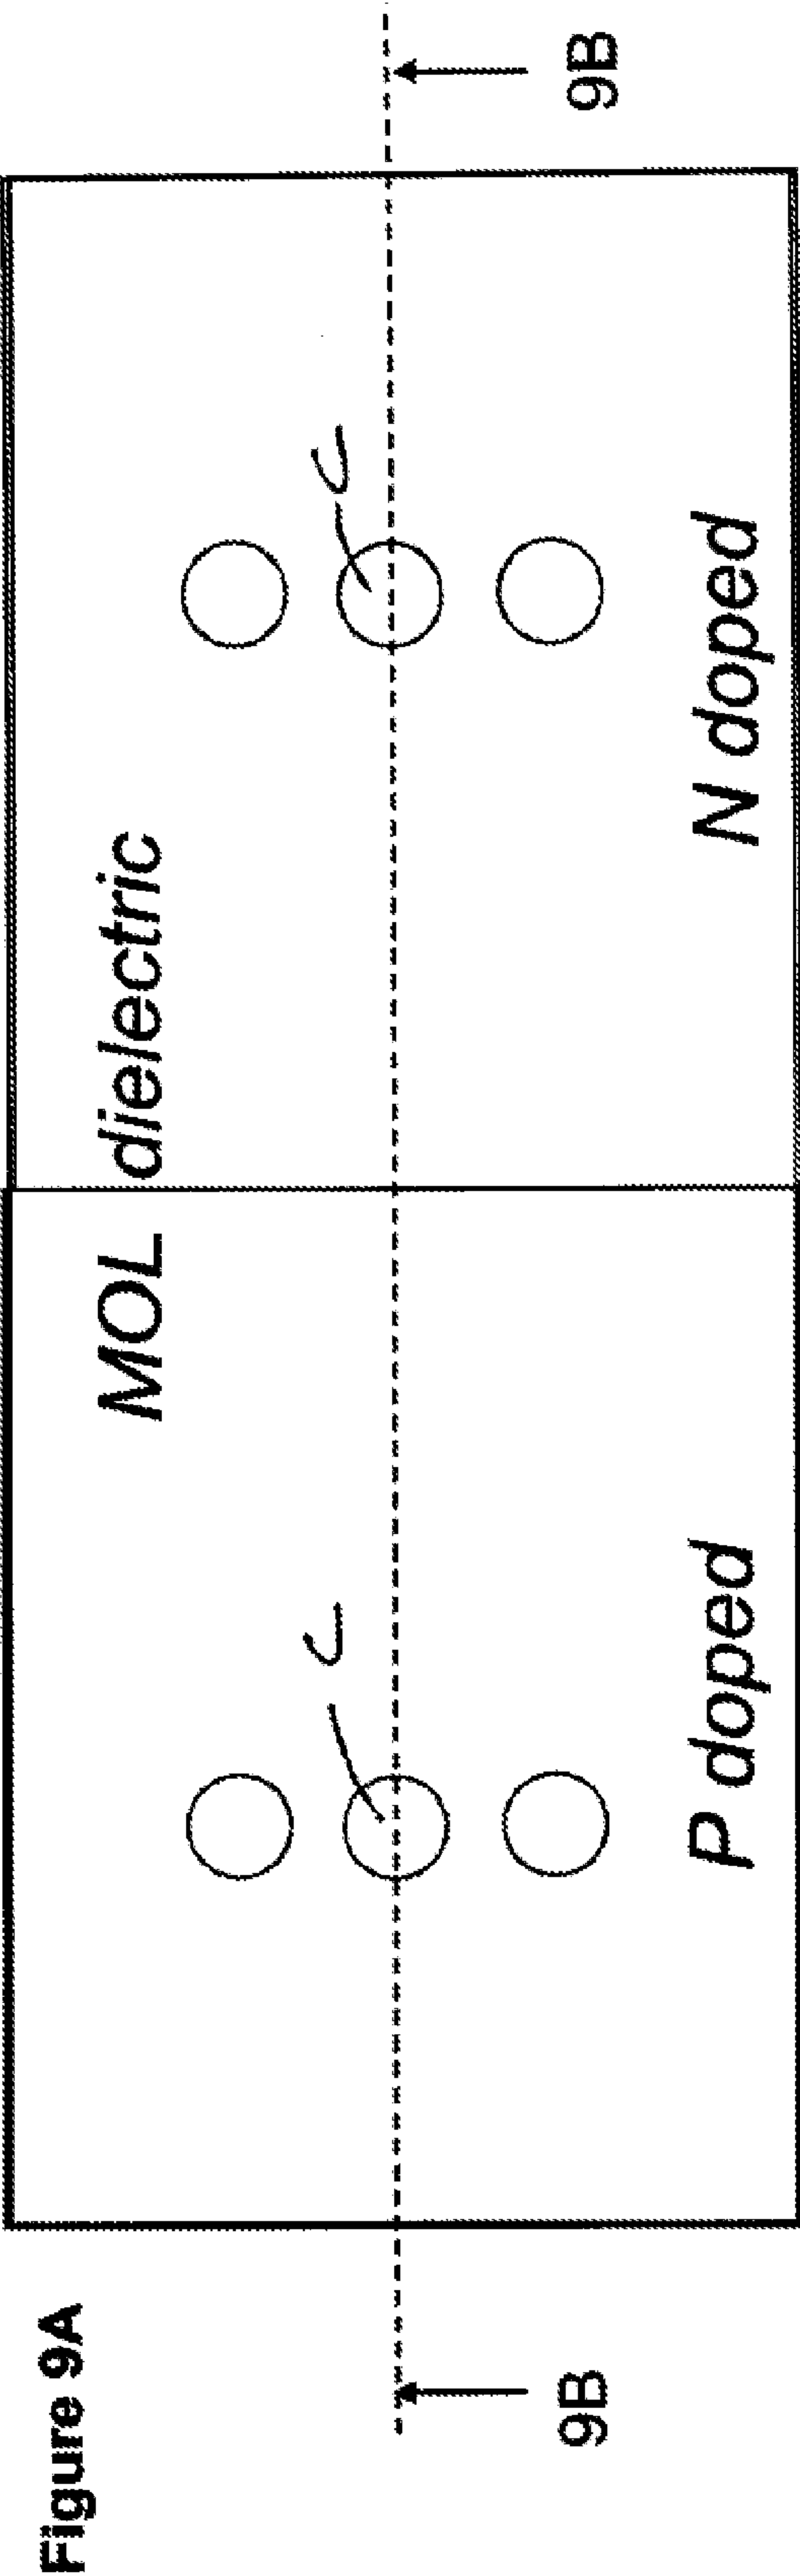 Figure 9A
MOL dielectric
C
C
P doped
N doped
9B
9B